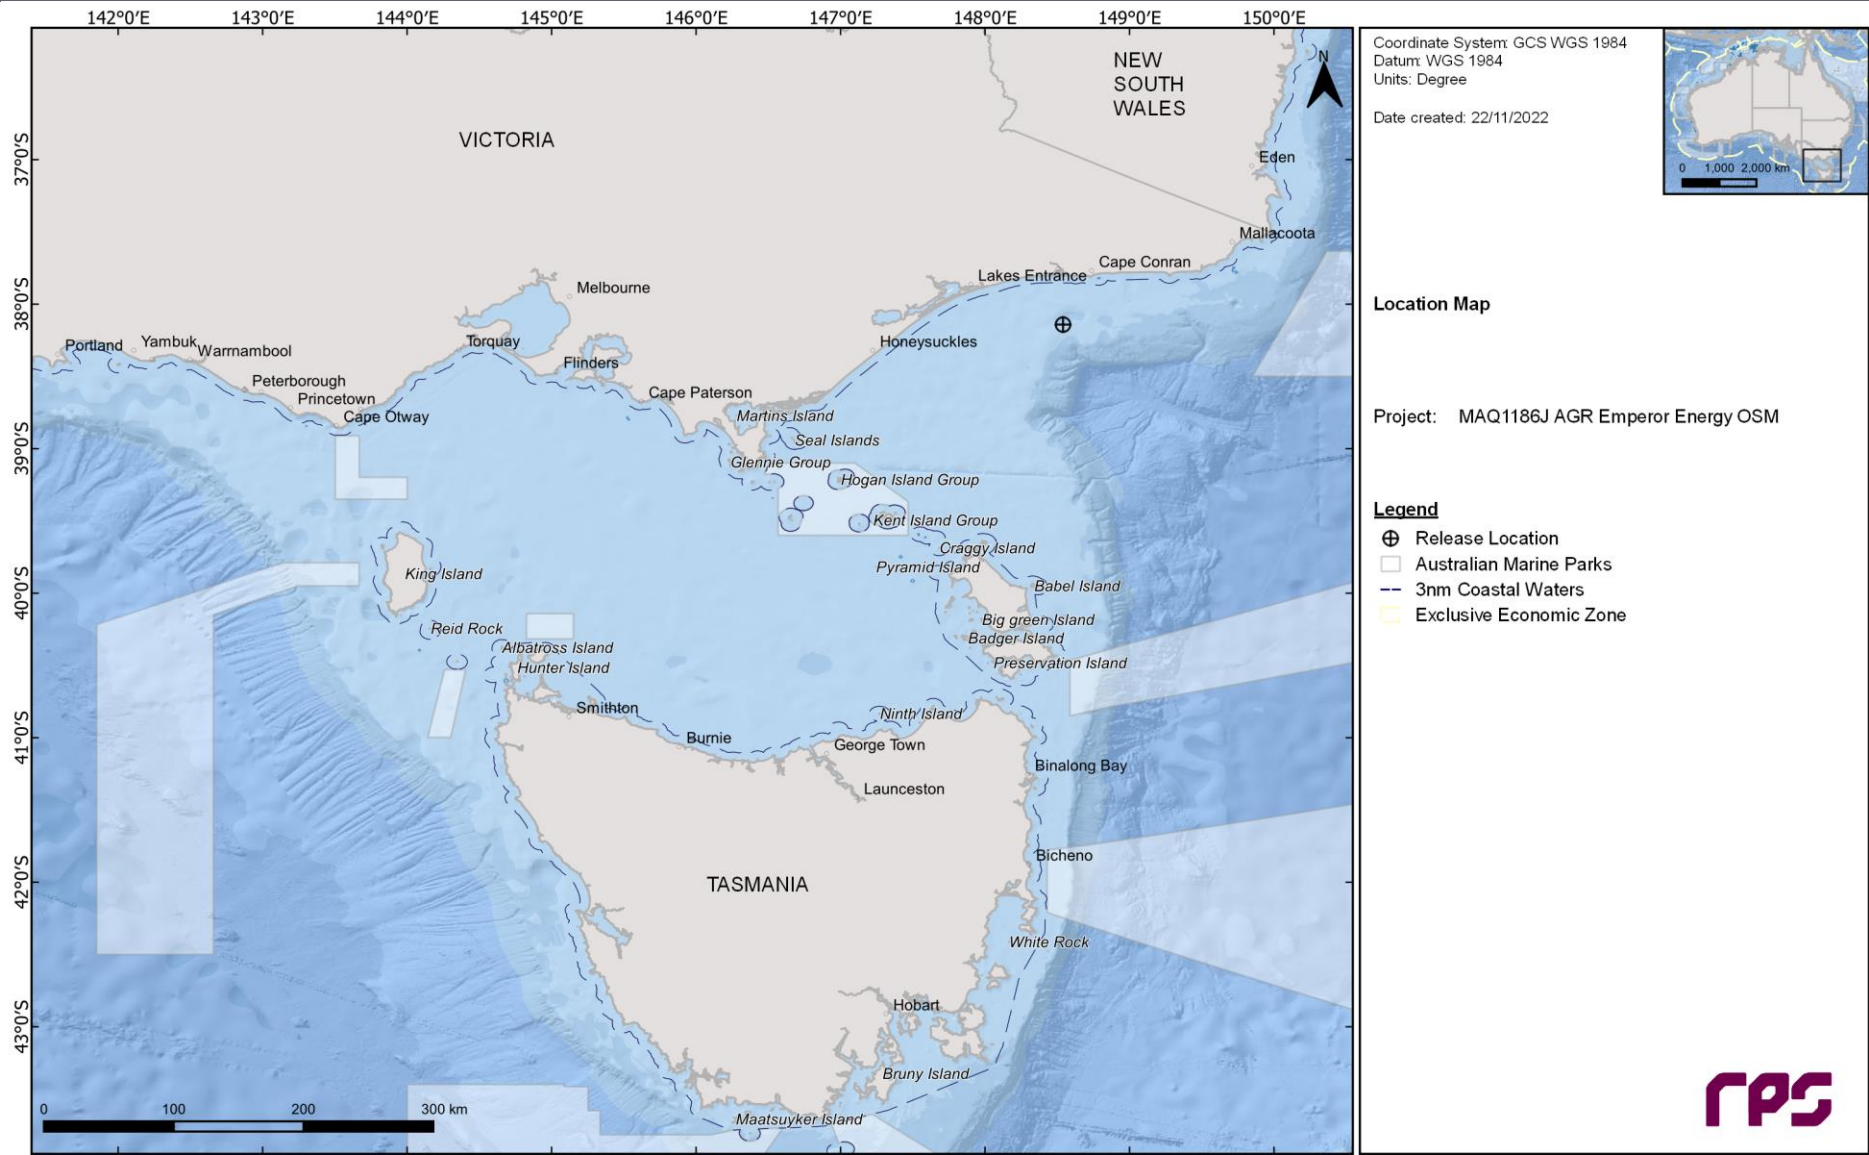 142°0'E
143°0'E
144°0'E
145°0'E
146°0'E
147°0'E
148°0'E
149°0'E
150°0'E
37°0'S
38°0'S
39°0'S
40°0'S
41°0'S
42°0'S
43°0'S
N
NEW
SOUTH
WALES
VICTORIA
Eden
Mallacoota
Cape Conran
Lakes Entrance
Melbourne
Portland
Yambuk
Warrnambool
Torquay
Honeysuckles
Flinders
Peterborough
Princetown
Cape Otway
Cape Paterson
Martins Island
Seal Islands
Glennie Group
Hogan Island Group
Kent Island Group
Craggy Island
Pyramid Island
King Island
Babel Island
Reid Rock
Big green Island
Badger Island
Albatross Island
Hunter Island
Preservation Island
Smithton
Ninth Island
Burnie
George Town
Binalong Bay
Launceston
Bicheno
TASMANIA
White Rock
Hobart
Bruny Island
Maatsuyker Island
0 100 200 300 km
Coordinate System: GCS WGS 1984
Datum: WGS 1984
Units: Degree
Date created: 22/11/2022
0 1,000 2,000 km
Location Map
Project: MAQ1186J AGR Emperor Energy OSM
Legend
Release Location
Australian Marine Parks
3nm Coastal Waters
Exclusive Economic Zone
rps